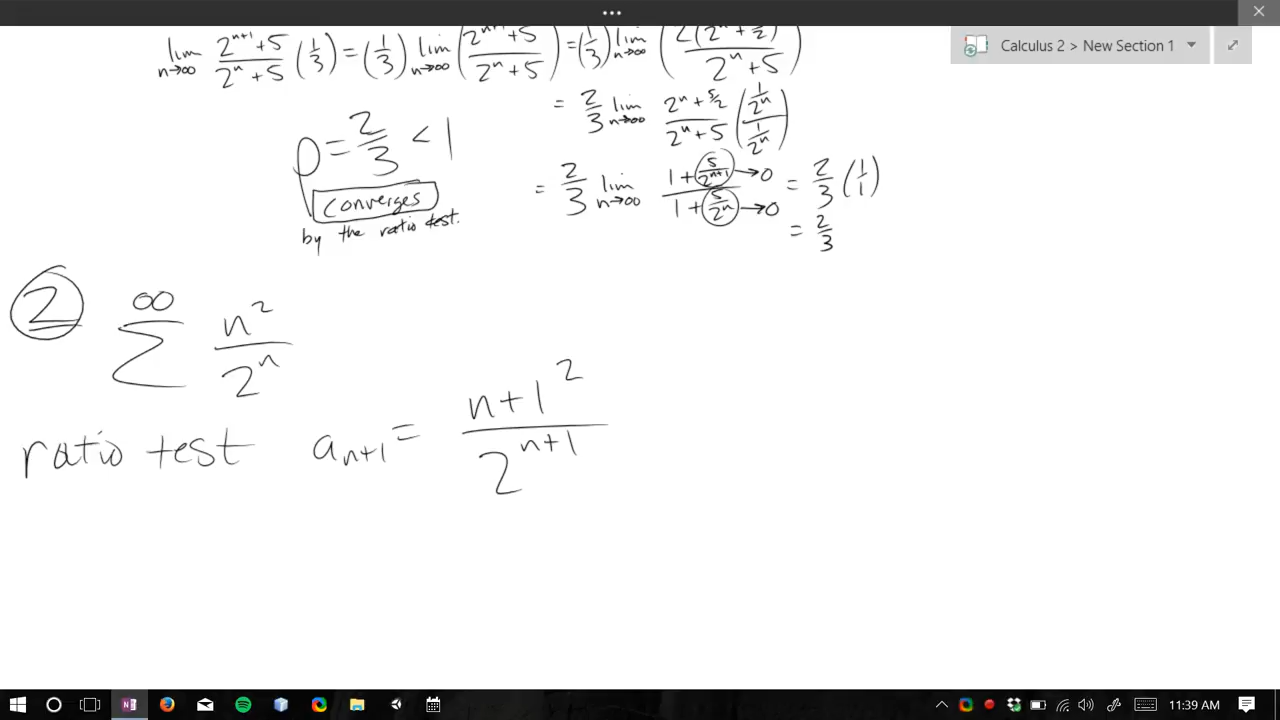 •••
Calculus 2 > New Section 1
lim n→∞ (2^(n+1) +5)/(2^n +5) (1/3) = (1/3) lim n→∞ ((2^(n+1) +5)/(2^n +5)) = (1/3) lim n→∞ (2(2^n + 5/2)/(2^n +5))
= 2/3 lim n→∞ (2^n + 5/2)/(2^n + 5) ((1/2^n)/(1/2^n))
ρ = 2/3 < 1
= 2/3 lim n→∞ (1 + 5/2^(n+1) → 0)/(1 + 5/2^n → 0) = 2/3 (1/1)
converges
= 2/3
by the ratio test.
2 ∑ ∞ n^2/2^n
ratio test a_(n+1) = n+1^2/2^(n+1)
11:39 AM